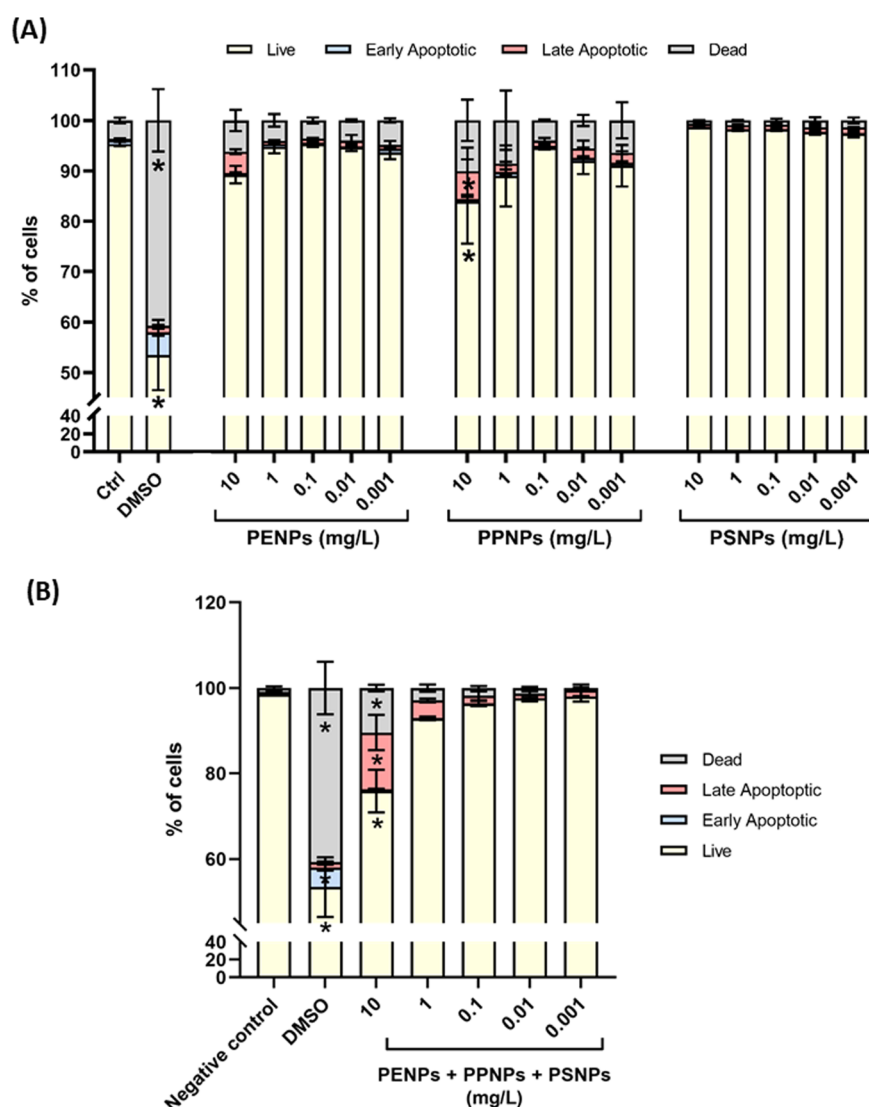 (A)
Live Early Apoptotic Late Apoptotic Dead
110
100
90
80
70
60
50
40
20
0
% of cells
*
*
*
*
Ctrl DMSO 10 1 0.1 0.01 0.001 10 1 0.1 0.01 0.001 10 1 0.1 0.01 0.001
PENPs (mg/L) PPNPs (mg/L) PSNPs (mg/L)
(B)
120
100
80
60
40
20
0
% of cells
*
*
*
*
*
*
Dead
Late Apoptoptic
Early Apoptotic
Live
Negative control DMSO 10 1 0.1 0.01 0.001
PENPs + PPNPs + PSNPs
(mg/L)